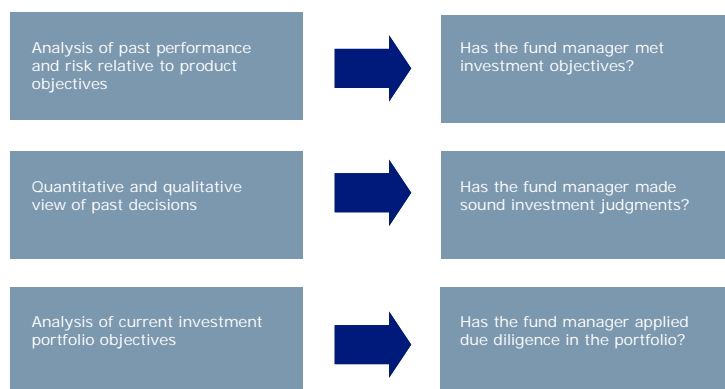 Analysis of past performance
and risk relative to product
objectives
Has the fund manager met
investment objectives?
Quantitative and qualitative
view of past decisions
Has the fund manager made
sound investment judgments?
Analysis of current investment
portfolio objectives
Has the fund manager applied
due diligence in the portfolio?